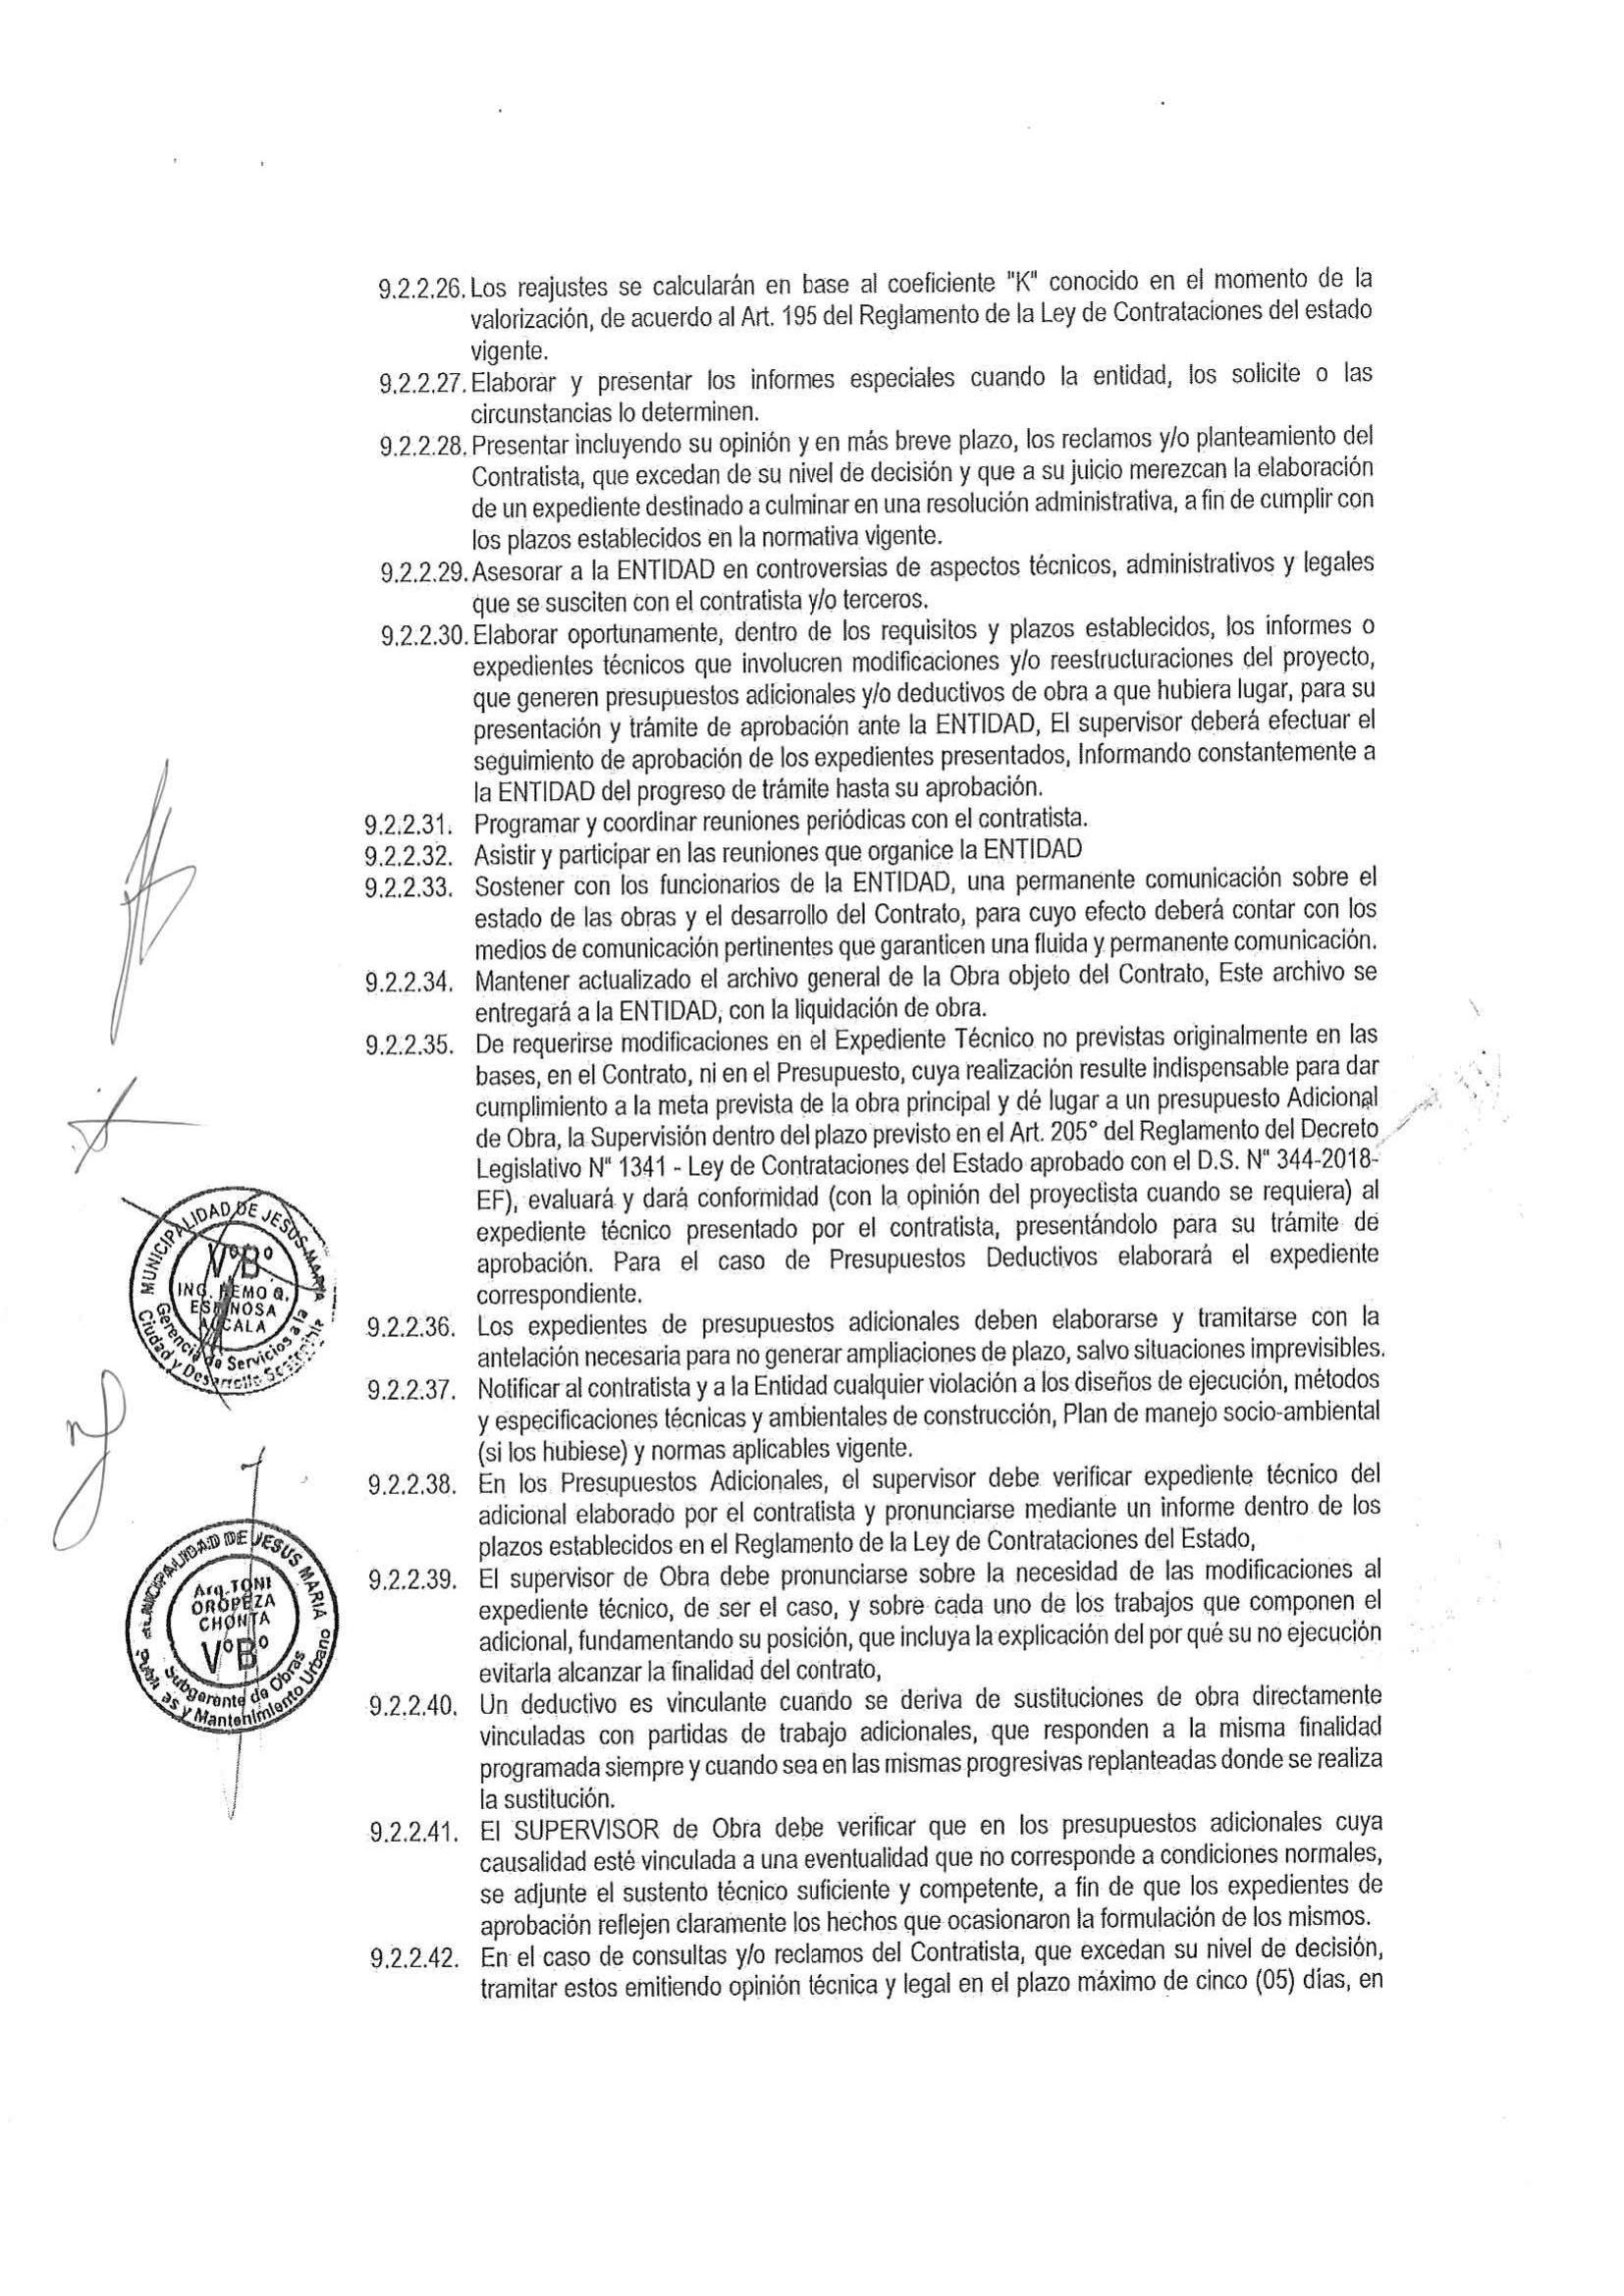 9.2.2.26. Los reajustes se calcularán en base al coeficiente "K" conocido en el momento de la
valorización, de acuerdo al Art. 195 del Reglamento de la Ley de Contrataciones del estado
vigente.
9.2.2.27. Elaborar y presentar los informes especiales cuando la entidad, los solicite o las
circunstancias lo determinen.
9.2.2.28. Presentar incluyendo su opinión y en más breve plazo, los reclamos y/o planteamiento del
Contratista, que excedan de su nivel de decisión y que a su juicio merezcan la elaboración
de un expediente destinado a culminar en una resolución administrativa, a fin de cumplir con
los plazos establecidos en la normativa vigente.
9.2.2.29. Asesorar a la ENTIDAD en controversias de aspectos técnicos, administrativos y legales
que se susciten con el contratista y/o terceros.
9.2.2.30. Elaborar oportunamente, dentro de los requisitos y plazos establecidos, los informes o
expedientes técnicos que involucren modificaciones y/o reestructuraciones del proyecto,
que generen presupuestos adicionales y/o deductivos de obra a que hubiera lugar, para su
presentación y trámite de aprobación ante la ENTIDAD, El supervisor deberá efectuar el
seguimiento de aprobación de los expedientes presentados, Informando constantemente a
la ENTIDAD del progreso de trámite hasta su aprobación.
9.2.2.31. Programar y coordinar reuniones periódicas con el contratista.
9.2.2.32. Asistir y participar en las reuniones que organice la ENTIDAD
9.2.2.33. Sostener con los funcionarios de la ENTIDAD, una permanente comunicación sobre el
estado de las obras y el desarrollo del Contrato, para cuyo efecto deberá contar con los
medios de comunicación pertinentes que garanticen una fluida y permanente comunicación.
9.2.2.34. Mantener actualizado el archivo general de la Obra objeto del Contrato, Este archivo se
entregará a la ENTIDAD, con la liquidación de obra.
9.2.2.35. De requerirse modificaciones en el Expediente Técnico no previstas originalmente en las
bases, en el Contrato, ni en el Presupuesto, cuya realización resulte indispensable para dar
cumplimiento a la meta prevista de la obra principal y dé lugar a un presupuesto Adicional
de Obra, la Supervisión dentro del plazo previsto en el Art. 205° del Reglamento del Decreto
Legislativo N° 1341 - Ley de Contrataciones del Estado aprobado con el D.S. N° 344-2018-
EF), evaluará y dará conformidad (con la opinión del proyectista cuando se requiera) al
expediente técnico presentado por el contratista, presentándolo para su trámite de
aprobación. Para el caso de Presupuestos Deductivos elaborará el expediente
correspondiente.
9.2.2.36. Los expedientes de presupuestos adicionales deben elaborarse y tramitarse con la
antelación necesaria para no generar ampliaciones de plazo, salvo situaciones imprevisibles.
9.2.2.37. Notificar al contratista y a la Entidad cualquier violación a los diseños de ejecución, métodos
y especificaciones técnicas y ambientales de construcción, Plan de manejo socio-ambiental
(si los hubiese) y normas aplicables vigente.
9.2.2.38. En los Presupuestos Adicionales, el supervisor debe verificar expediente técnico del
adicional elaborado por el contratista y pronunciarse mediante un informe dentro de los
plazos establecidos en el Reglamento de la Ley de Contrataciones del Estado,
9.2.2.39. El supervisor de Obra debe pronunciarse sobre la necesidad de las modificaciones al
expediente técnico, de ser el caso, y sobre cada uno de los trabajos que componen el
adicional, fundamentando su posición, que incluya la explicación del por qué su no ejecución
evitarla alcanzar la finalidad del contrato,
9.2.2.40. Un deductivo es vinculante cuando se deriva de sustituciones de obra directamente
vinculadas con partidas de trabajo adicionales, que responden a la misma finalidad
programada siempre y cuando sea en las mismas progresivas replanteadas donde se realiza
la sustitución.
9.2.2.41. El SUPERVISOR de Obra debe verificar que en los presupuestos adicionales cuya
causalidad esté vinculada a una eventualidad que no corresponde a condiciones normales,
se adjunte el sustento técnico suficiente y competente, a fin de que los expedientes de
aprobación reflejen claramente los hechos que ocasionaron la formulación de los mismos.
9.2.2.42. En el caso de consultas y/o reclamos del Contratista, que excedan su nivel de decisión,
tramitar estos emitiendo opinión técnica y legal en el plazo máximo de cinco (05) días, en
MUNICIPALIDAD DE JESUS MARIA
V°B°
ING. REMO Q.
ESPINOSA
Gerencia de Servicios a la
Ciudad y Desarrollo
MUNICIPALIDAD DE JESUS MARIA
Arq. TONI
OROPEZA
CHONTA
V°B°
Subgerente de Obras
y Mantenimiento Urbano